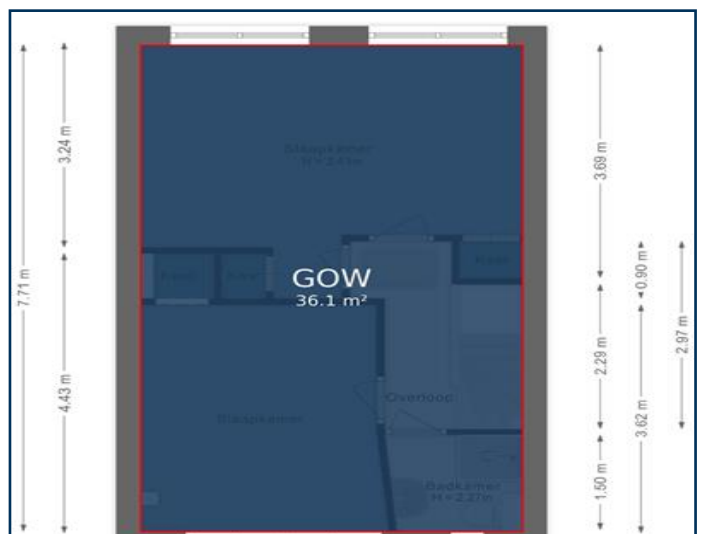 3.24 m
7.71 m
4.43 m
Slaapkamer
GOW
36.1 m²
Slaapkamer
Overloop
Badkamer
H = 2.27m
3.69 m
0.90 m
2.97 m
2.29 m
3.62 m
1.50 m